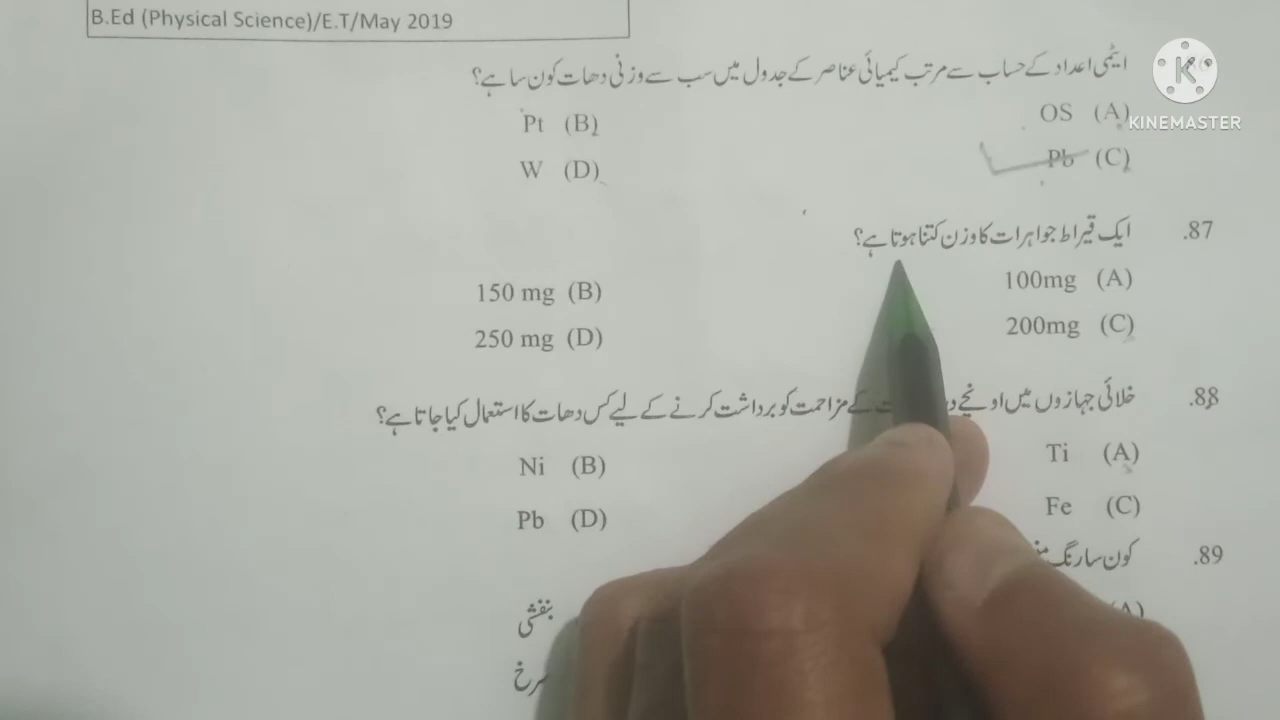 B.Ed (Physical Science)/E.T/May 2019
KINEMASTER
ایٹمی اعداد کے حساب سے مرتب کیمیائی عناصر کے جدول میں سب سے وزنی دھات کون سا ہے؟
OS (A) Pt (B)
Pb (C) W (D)
.87 ایک قیراط جواہرات کا وزن کتنا ہوتا ہے؟
100mg (A) 150 mg (B)
200mg (C) 250 mg (D)
.88 خلائی جہازوں میں اونچے کے مزاحمت کو برداشت کرنے کے لیے کس دھات کا استعمال کیا جاتا ہے؟
Ti (A) Ni (B)
Fe (C) Pb (D)
.89 کون سا رنگ
(A) بنفشی
سرخ